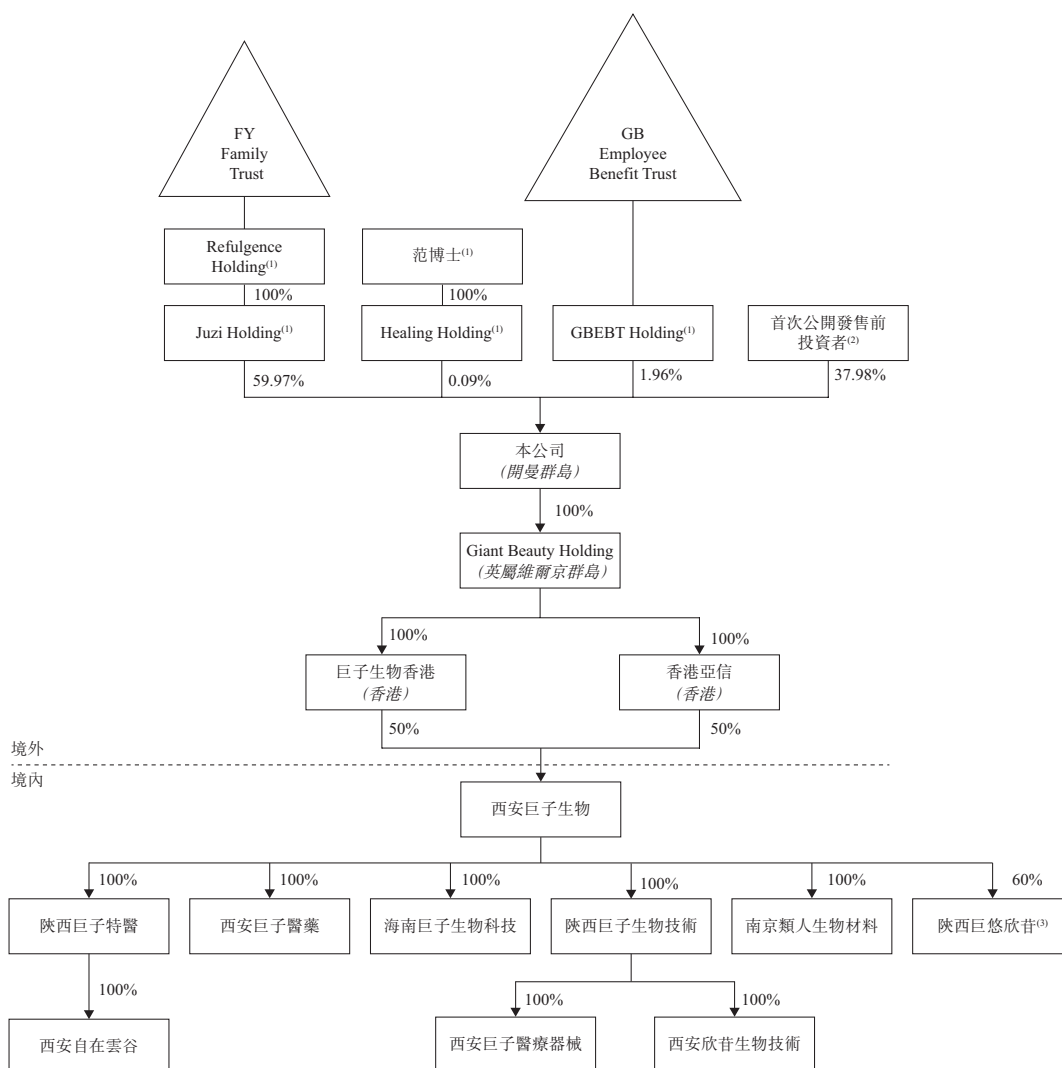 FY
Family
Trust
GB
Employee
Benefit Trust
Refulgence
Holding(1)
范博士(1)
100%
100%
Juzi Holding(1)
Healing Holding(1)
GBEBT Holding(1)
首次公開發售前
投資者(2)
59.97%
0.09%
1.96%
37.98%
本公司
（開曼群島）
100%
Giant Beauty Holding
（英屬維爾京群島）
100%
100%
巨子生物香港
（香港）
香港亞信
（香港）
50%
50%
境外
境內
西安巨子生物
100%
100%
100%
100%
100%
60%
陝西巨子特醫
西安巨子醫藥
海南巨子生物科技
陝西巨子生物技術
南京類人生物材料
陝西巨悠欣苷(3)
100%
100%
100%
西安自在雲谷
西安巨子醫療器械
西安欣苷生物技術